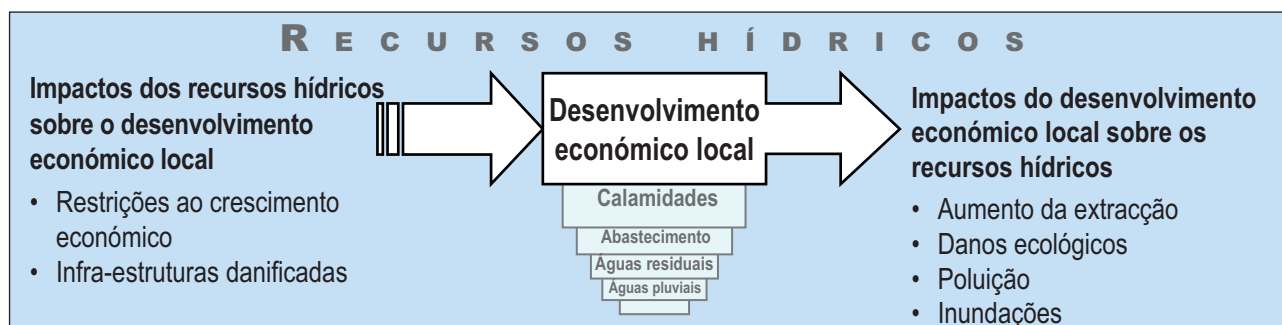 RECURSOS HÍDRICOS
Impactos dos recursos hídricos
sobre o desenvolvimento
económico local
• Restrições ao crescimento
económico
• Infra-estruturas danificadas
Desenvolvimento
económico local
Calamidades
Abastecimento
Águas residuais
Águas pluviais
Impactos do desenvolvimento
económico local sobre os
recursos hídricos
• Aumento da extracção
• Danos ecológicos
• Poluição
• Inundações